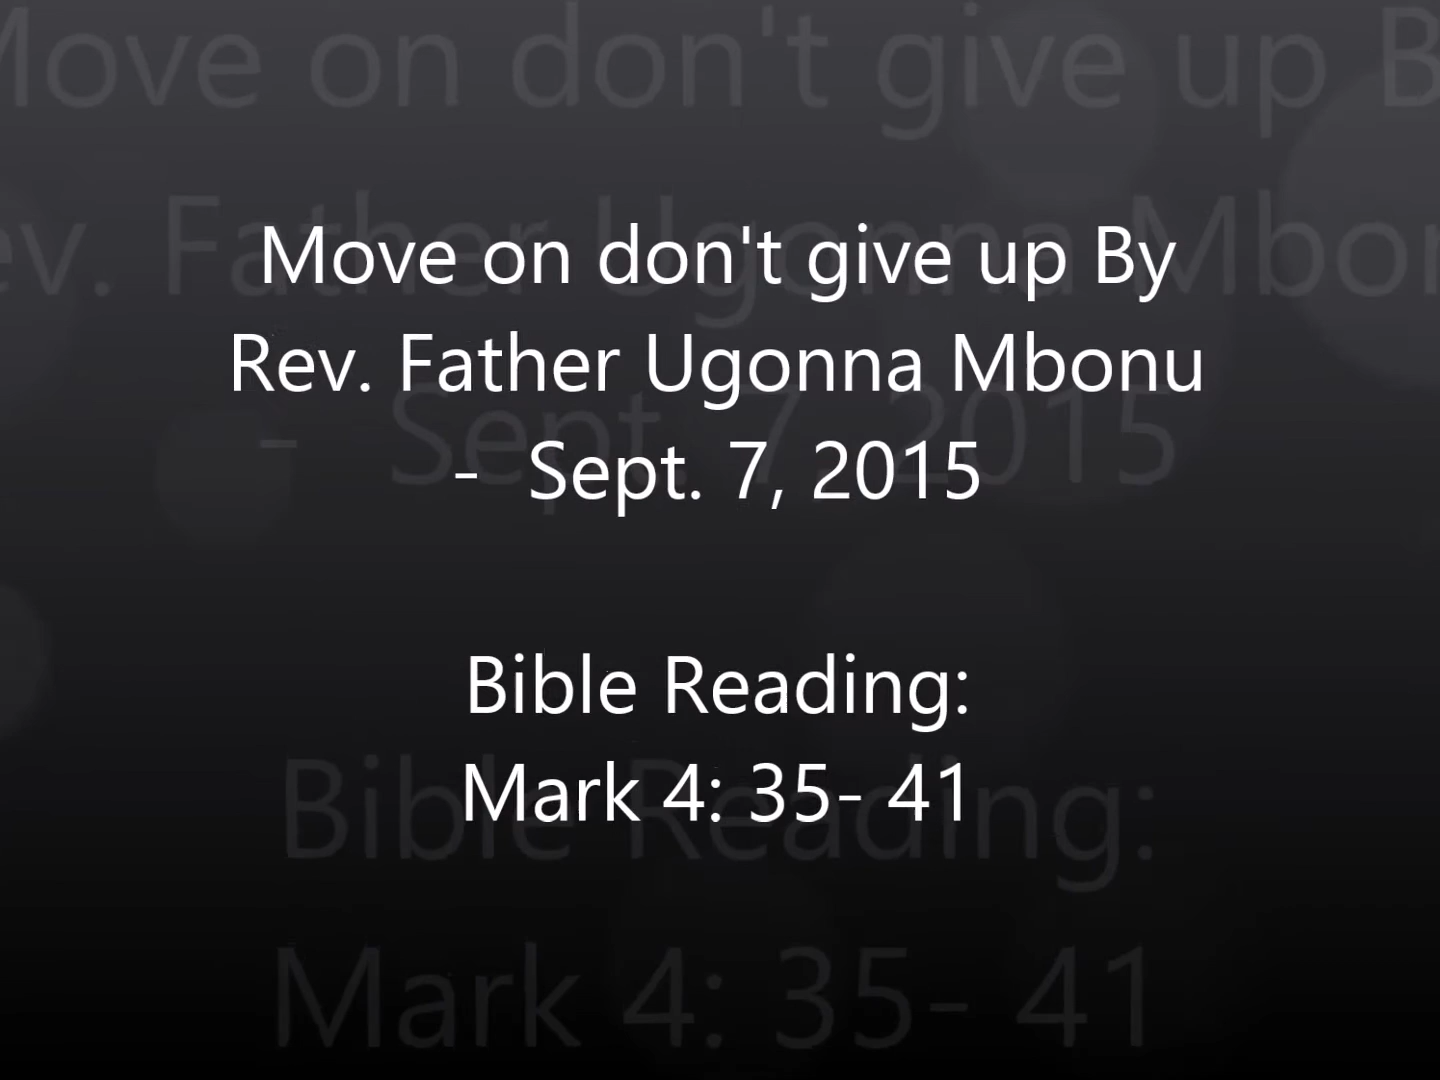 Move on don't give up By
Rev. Father Ugonna Mbonu
- Sept. 7, 2015
Bible Reading:
Mark 4: 35- 41